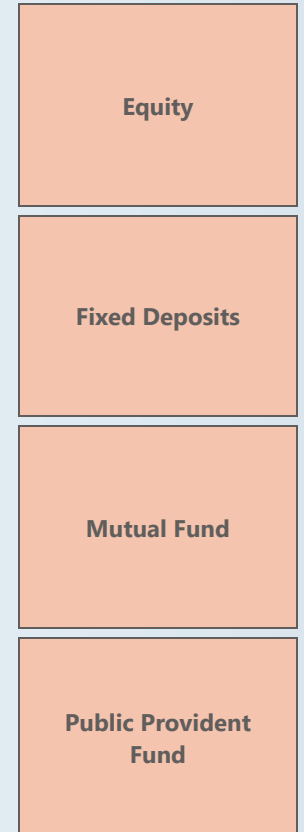 Equity
Fixed Deposits
Mutual Fund
Public Provident
Fund